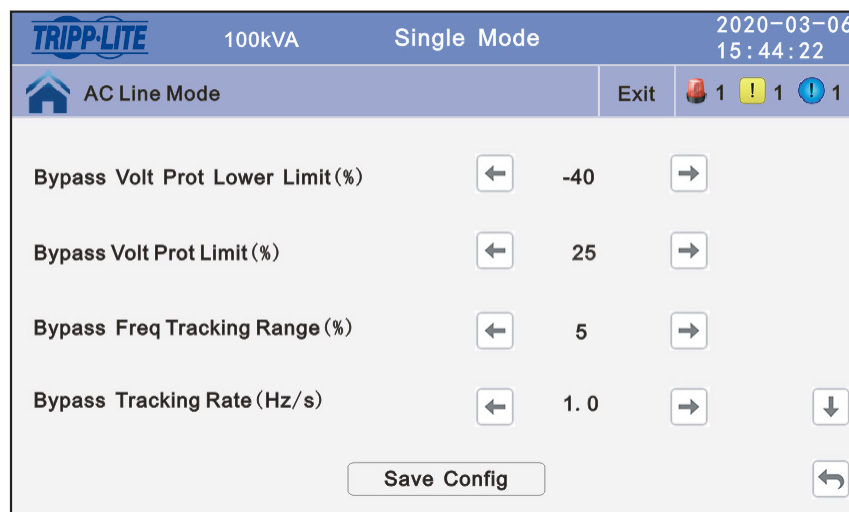 TRIPP·LITE 100kVA Single Mode 2020-03-06
15:44:22
AC Line Mode Exit 1 ! 1 ! 1
Bypass Volt Prot Lower Limit(%) -40
Bypass Volt Prot Limit(%) 25
Bypass Freq Tracking Range(%) 5
Bypass Tracking Rate(Hz/s) 1.0
Save Config